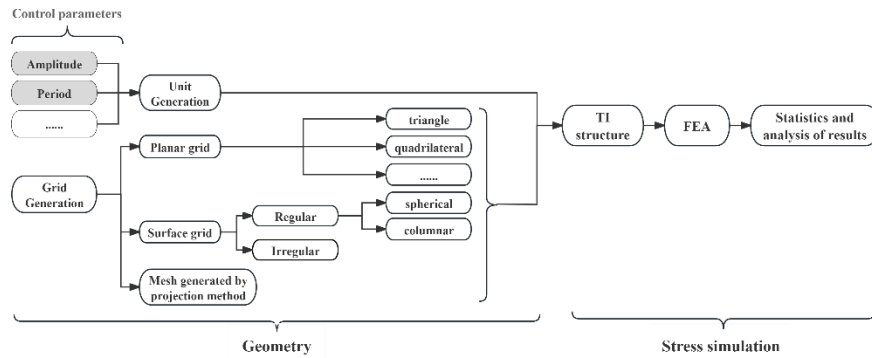 Control parameters
Amplitude
Period
......
Unit
Generation
Grid
Generation
Planar grid
triangle
quadrilateral
......
Surface grid
Regular
Irregular
spherical
columnar
Mesh generated by
projection method
TI
structure
FEA
Statistics and
analysis of results
Geometry
Stress simulation